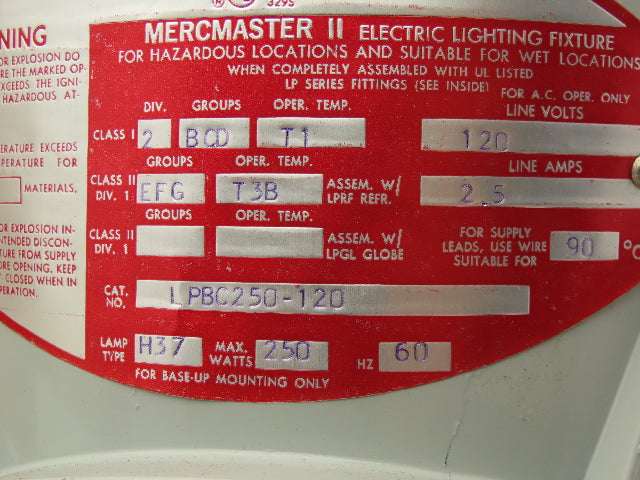 329S
MERCMASTER II ELECTRIC LIGHTING FIXTURE
FOR HAZARDOUS LOCATIONS AND SUITABLE FOR WET LOCATIONS
WHEN COMPLETELY ASSEMBLED WITH UL LISTED
LP SERIES FITTINGS (SEE INSIDE)
FOR A.C. OPER. ONLY
DIV. GROUPS OPER. TEMP. LINE VOLTS
CLASS I 2 BCD T1 120
GROUPS OPER. TEMP. LINE AMPS
CLASS II DIV. 1 EFG T3B ASSEM. W/ LPRF REFR. 2.5
GROUPS OPER. TEMP.
CLASS II DIV. 1 ASSEM. W/ LPGL GLOBE
FOR SUPPLY
LEADS, USE WIRE 90 °C
SUITABLE FOR
CAT. NO. LPBC250-120
LAMP TYPE H37 MAX. WATTS 250 HZ 60
FOR BASE-UP MOUNTING ONLY
NING
OR EXPLOSION DO
RE THE MARKED OP-
EXCEEDS THE IGNI-
HAZARDOUS AT-
ERATURE EXCEEDS
PERATURE FOR
MATERIALS.
OR EXPLOSION IN-
NTENDED DISCON-
TURE FROM SUPPLY
ORE OPENING. KEEP
CLOSED WHEN IN
PERATION.